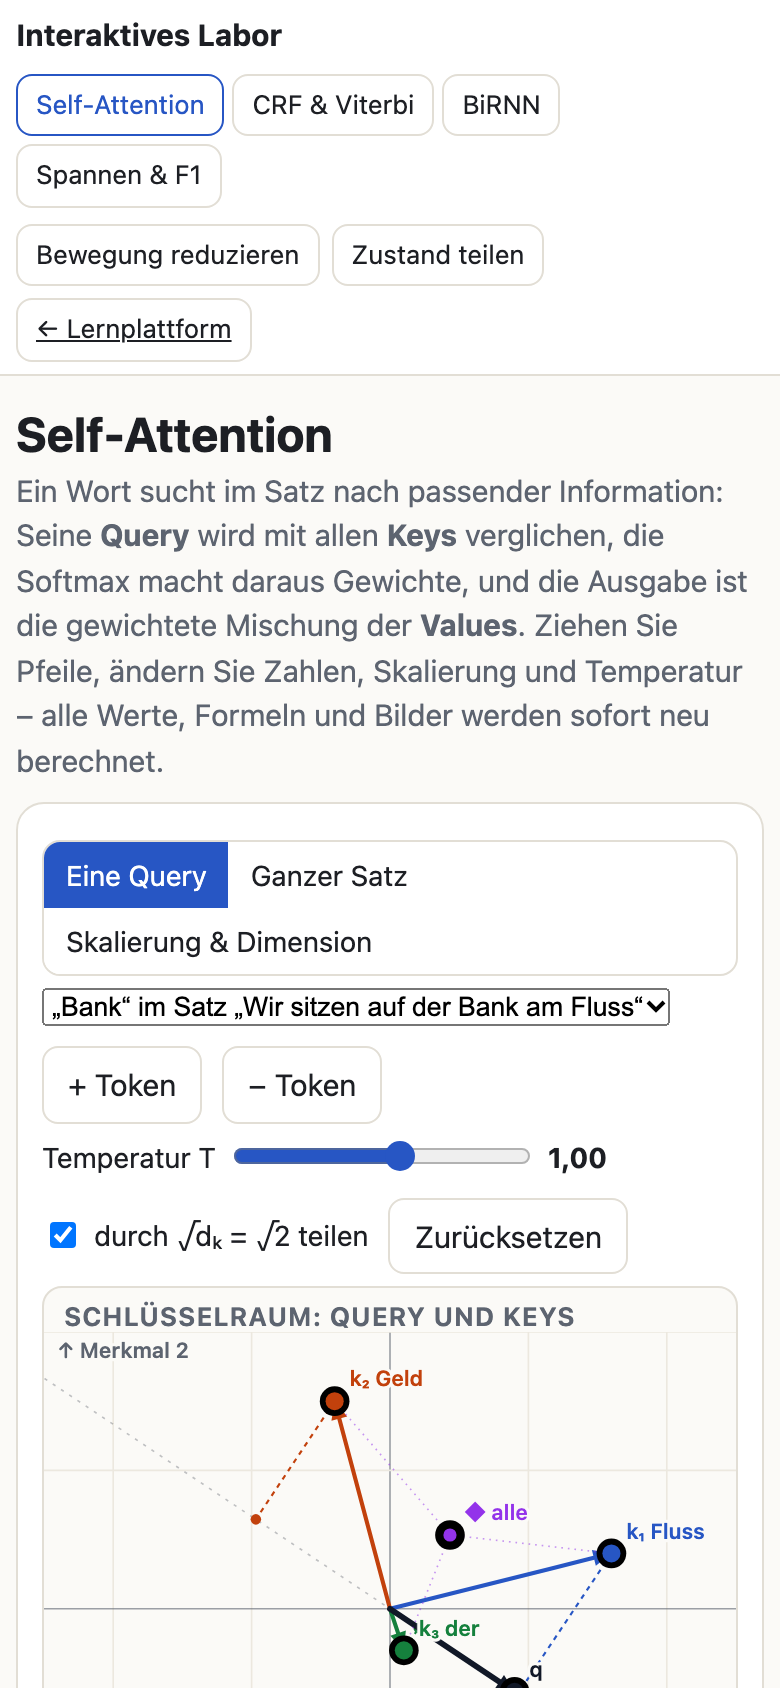 Interaktives Labor
Self-Attention
CRF & Viterbi
BiRNN
Spannen & F1
Bewegung reduzieren
Zustand teilen
← Lernplattform
Self-Attention
Ein Wort sucht im Satz nach passender Information:
Seine Query wird mit allen Keys verglichen, die
Softmax macht daraus Gewichte, und die Ausgabe ist
die gewichtete Mischung der Values. Ziehen Sie
Pfeile, ändern Sie Zahlen, Skalierung und Temperatur
– alle Werte, Formeln und Bilder werden sofort neu
berechnet.
Eine Query
Ganzer Satz
Skalierung & Dimension
„Bank“ im Satz „Wir sitzen auf der Bank am Fluss“
+ Token
– Token
Temperatur T
1,00
durch √dₖ = √2 teilen
Zurücksetzen
SCHLÜSSELRAUM: QUERY UND KEYS
↑ Merkmal 2
k₂ Geld
◆ alle
k₁ Fluss
k₃ der
q